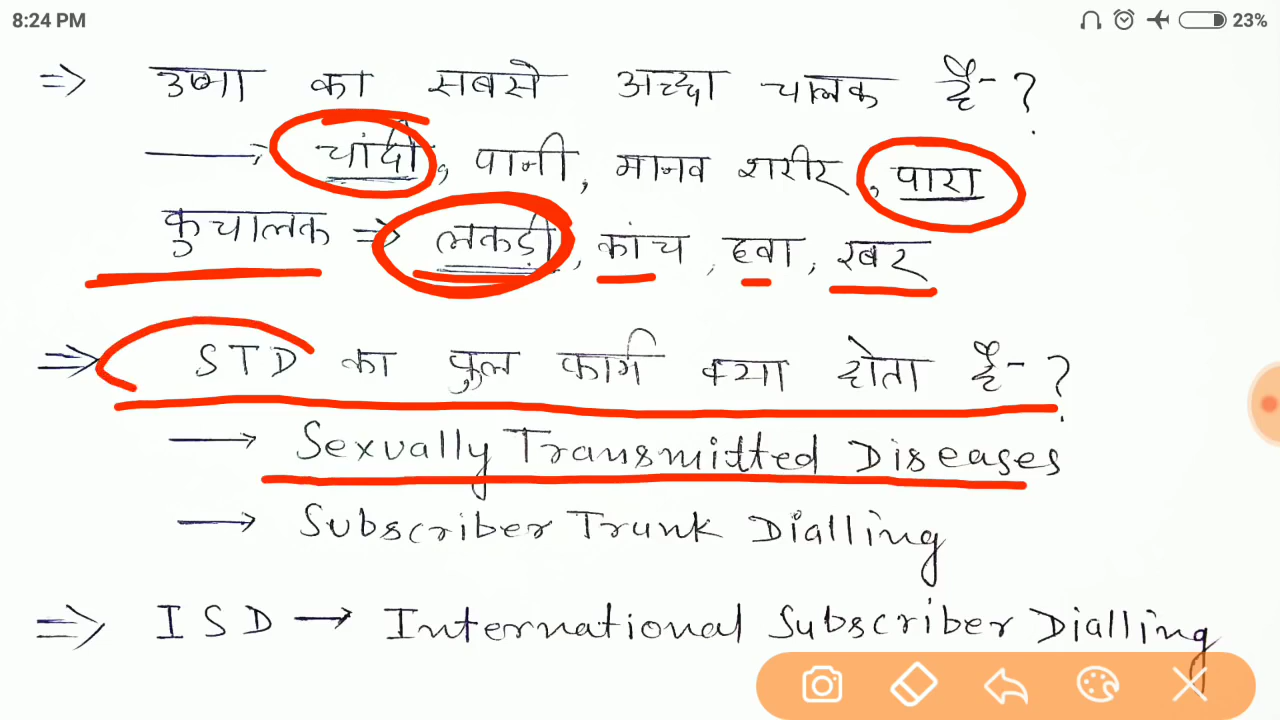 8:24 PM 23%
=> उष्मा का सबसे अच्छा चालक है- ?
→ चांदी, पानी, मानव शरीर, पारा
कुचालक => लकड़ी, कांच, हवा, रबर
=> STD का फुल फार्म क्या होता है- ?
→ Sexually Transmitted Diseases
→ Subscriber Trunk Dialling
=> ISD → International Subscriber Dialling